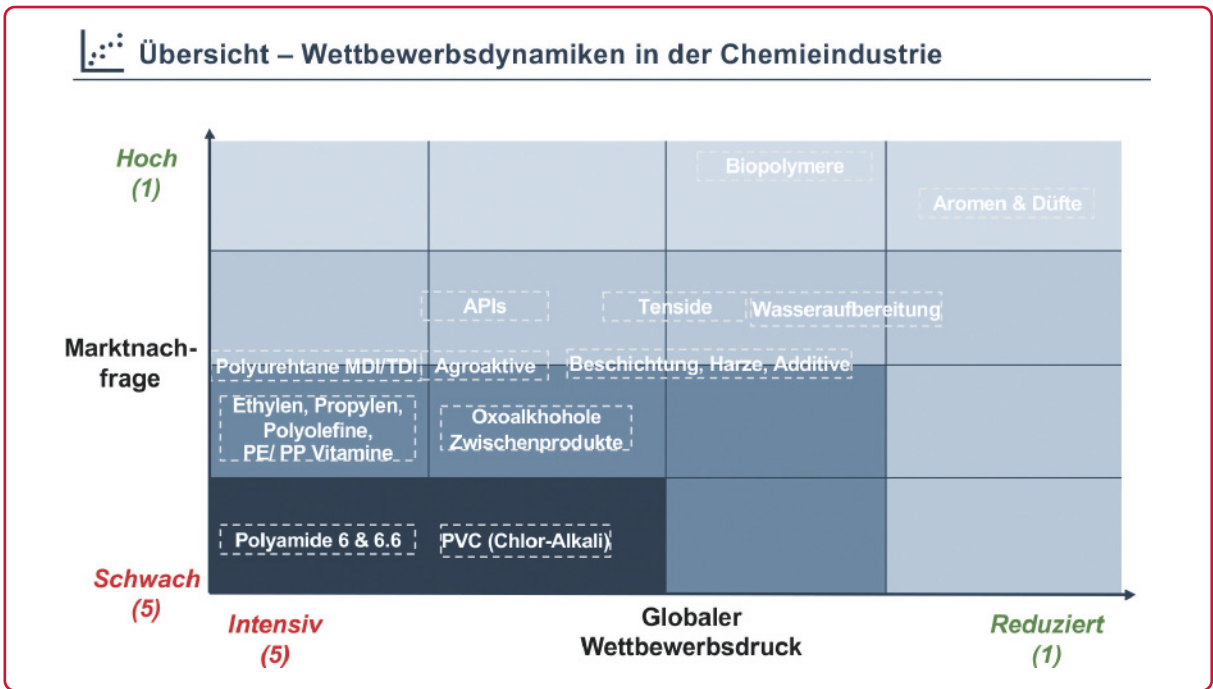 Übersicht – Wettbewerbsdynamiken in der Chemieindustrie
Hoch
(1)
Biopolymere
Aromen & Düfte
APIs
Tenside
Wasseraufbereitung
Marktnach-
frage
Polyurehtane MDI/TDI
Agroaktive
Beschichtung, Harze, Additive
Ethylen, Propylen,
Polyolefine,
PE/ PP Vitamine
Oxoalkhohole
Zwischenprodukte
Polyamide 6 & 6.6
PVC (Chlor-Alkali)
Schwach
(5)
Intensiv
(5)
Globaler
Wettbewerbsdruck
Reduziert
(1)